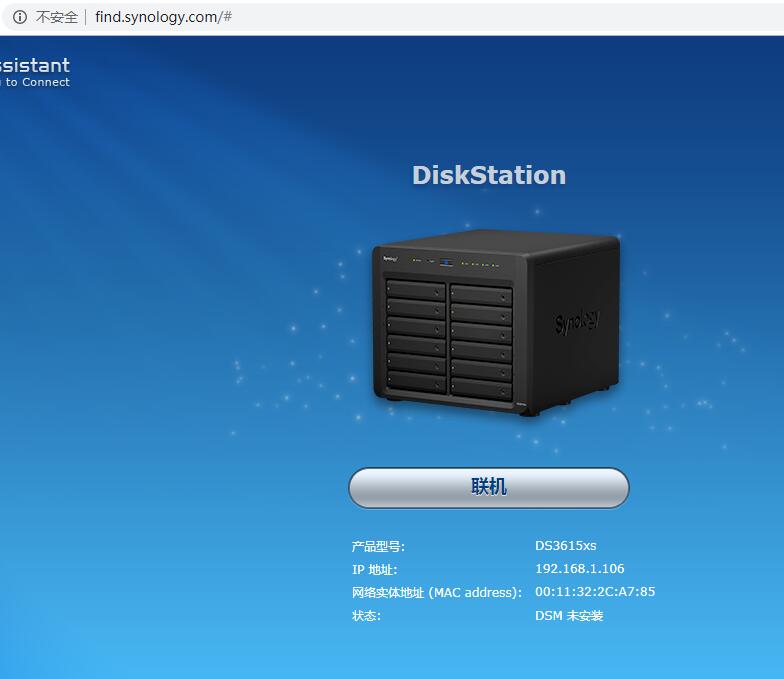 不安全 find.synology.com/#
ssistant
to Connect
DiskStation
Synology
Synology
联机
产品型号: DS3615xs
IP 地址: 192.168.1.106
网络实体地址 (MAC address): 00:11:32:2C:A7:85
状态: DSM 未安装